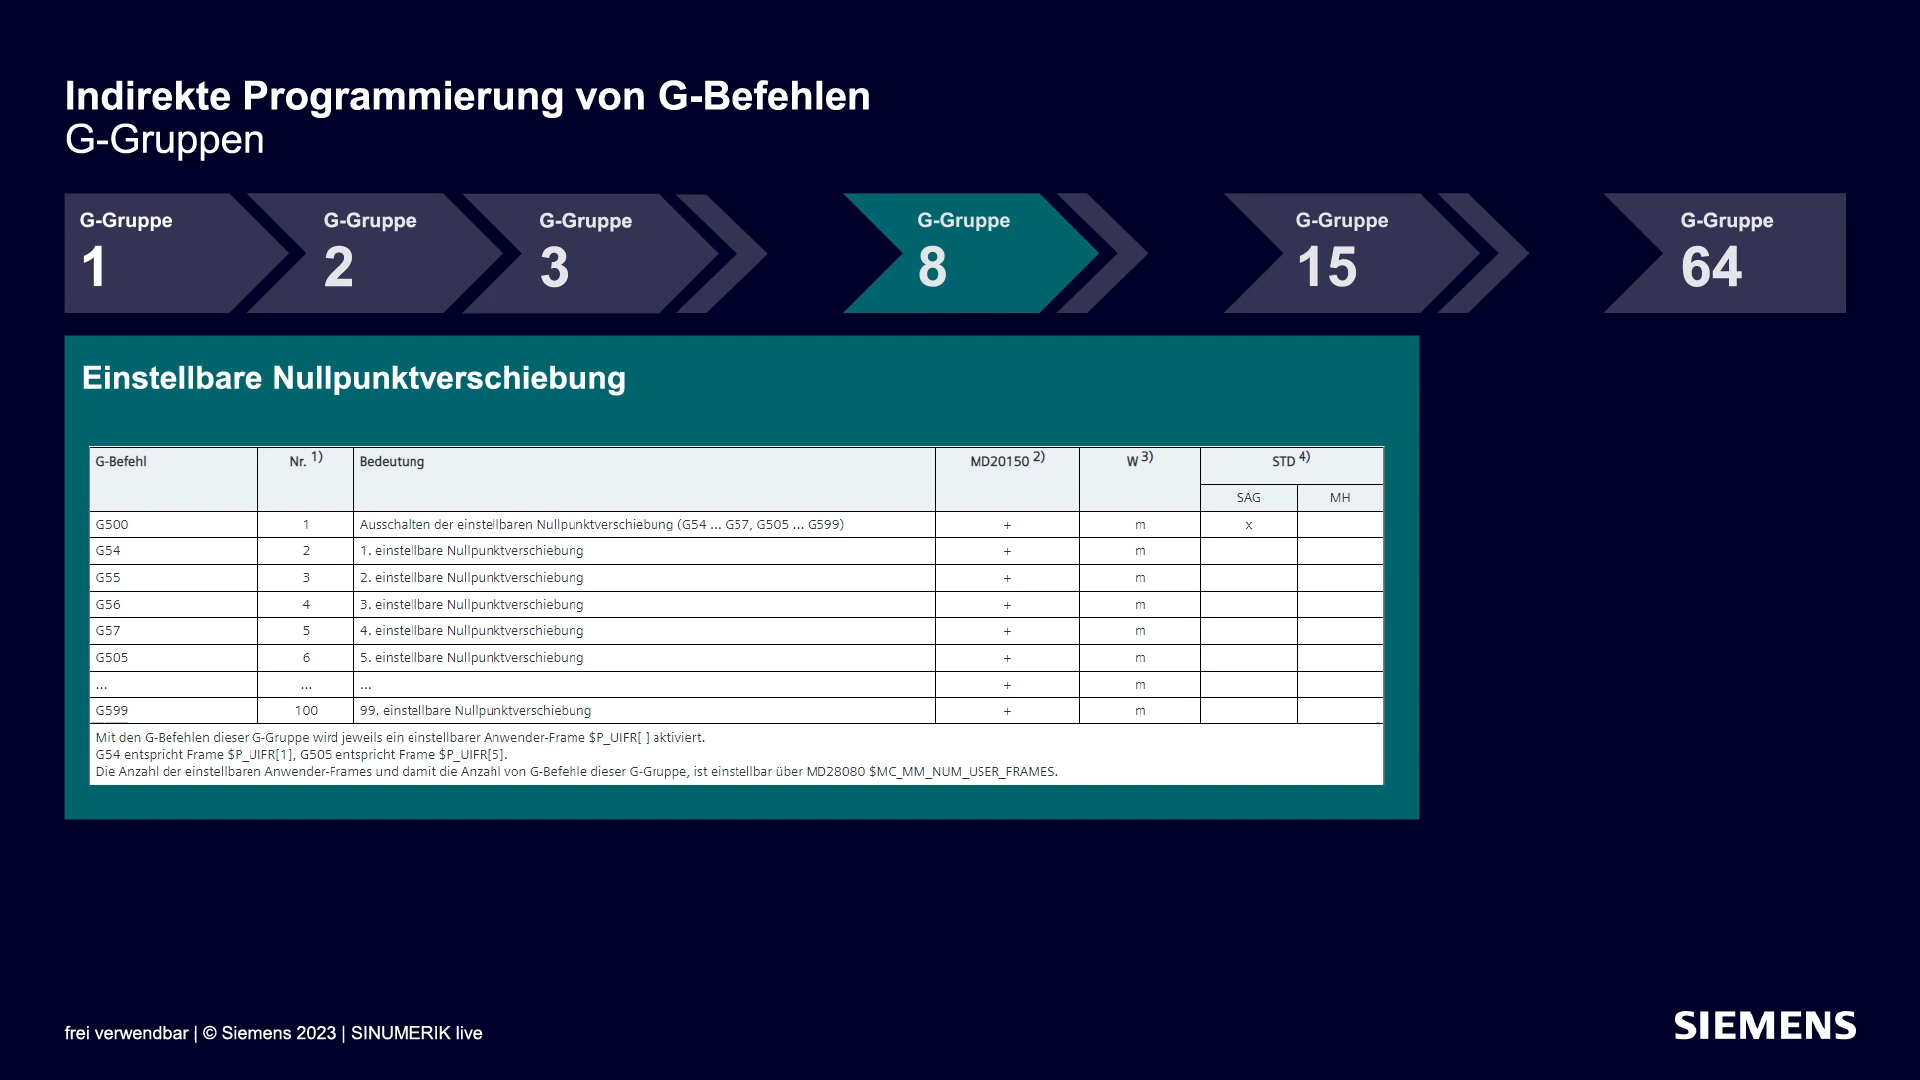 Indirekte Programmierung von G-Befehlen
G-Gruppen
G-Gruppe G-Gruppe G-Gruppe G-Gruppe G-Gruppe G-Gruppe
1 2 3 8 15 64
Einstellbare Nullpunktverschiebung
G-Befehl Nr. 1) Bedeutung MD20150 2) W 3) STD 4)
SAG MH
G500 1 Ausschalten der einstellbaren Nullpunktverschiebung (G54 ... G57, G505 ... G599) + m x
G54 2 1. einstellbare Nullpunktverschiebung + m
G55 3 2. einstellbare Nullpunktverschiebung + m
G56 4 3. einstellbare Nullpunktverschiebung + m
G57 5 4. einstellbare Nullpunktverschiebung + m
G505 6 5. einstellbare Nullpunktverschiebung + m
... ... ... + m
G599 100 99. einstellbare Nullpunktverschiebung + m
Mit den G-Befehlen dieser G-Gruppe wird jeweils ein einstellbarer Anwender-Frame $P_UIFR[ ] aktiviert.
G54 entspricht Frame $P_UIFR[1], G505 entspricht Frame $P_UIFR[5].
Die Anzahl der einstellbaren Anwender-Frames und damit die Anzahl von G-Befehle dieser G-Gruppe, ist einstellbar über MD28080 $MC_MM_NUM_USER_FRAMES.
frei verwendbar | © Siemens 2023 | SINUMERIK live
SIEMENS